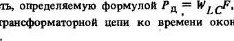 ть, определяемую формулой P_д = W_LC F,
трансформаторной цепи ко времени окон